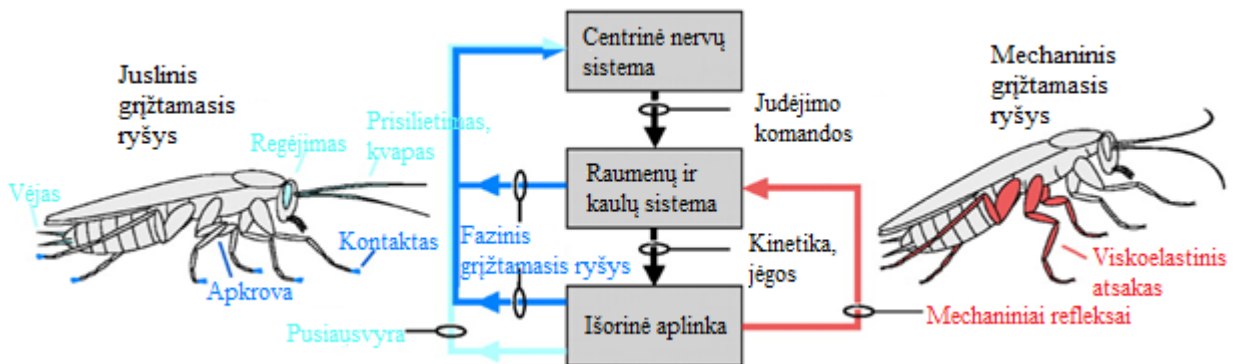 Juslinis
grįžtamasis
ryšys
Regėjimas
Prisilietimas,
kvapas
Vėjas
Kontaktas
Apkrova
Pusiausvyra
Fazinis
grįžtamasis ryšys
Centrinė nervų
sistema
Judėjimo
komandos
Raumenų ir
kaulų sistema
Kinetika,
jėgos
Išorinė aplinka
Mechaninis
grįžtamasis
ryšys
Viskoelastinis
atsakas
Mechaniniai refleksai